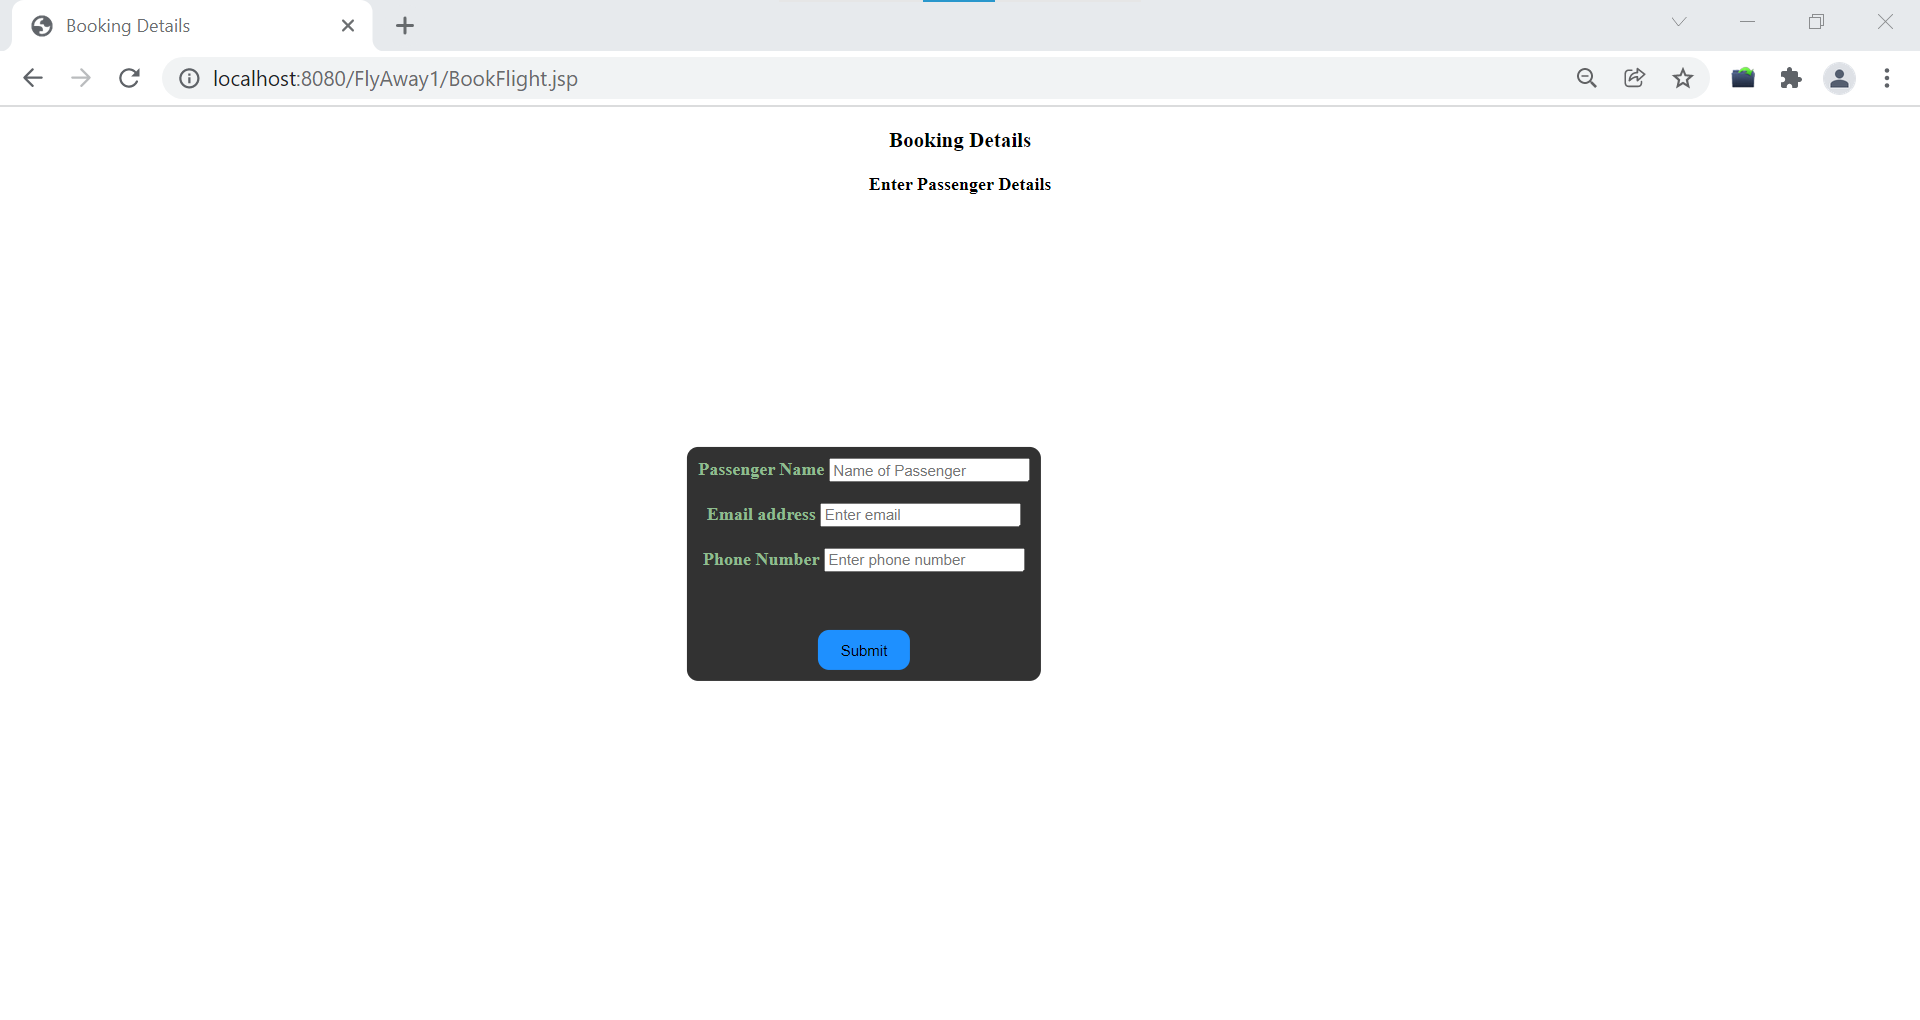 Booking Details
localhost:8080/FlyAway1/BookFlight.jsp
Booking Details
Enter Passenger Details
Passenger Name Name of Passenger
Email address Enter email
Phone Number Enter phone number
Submit